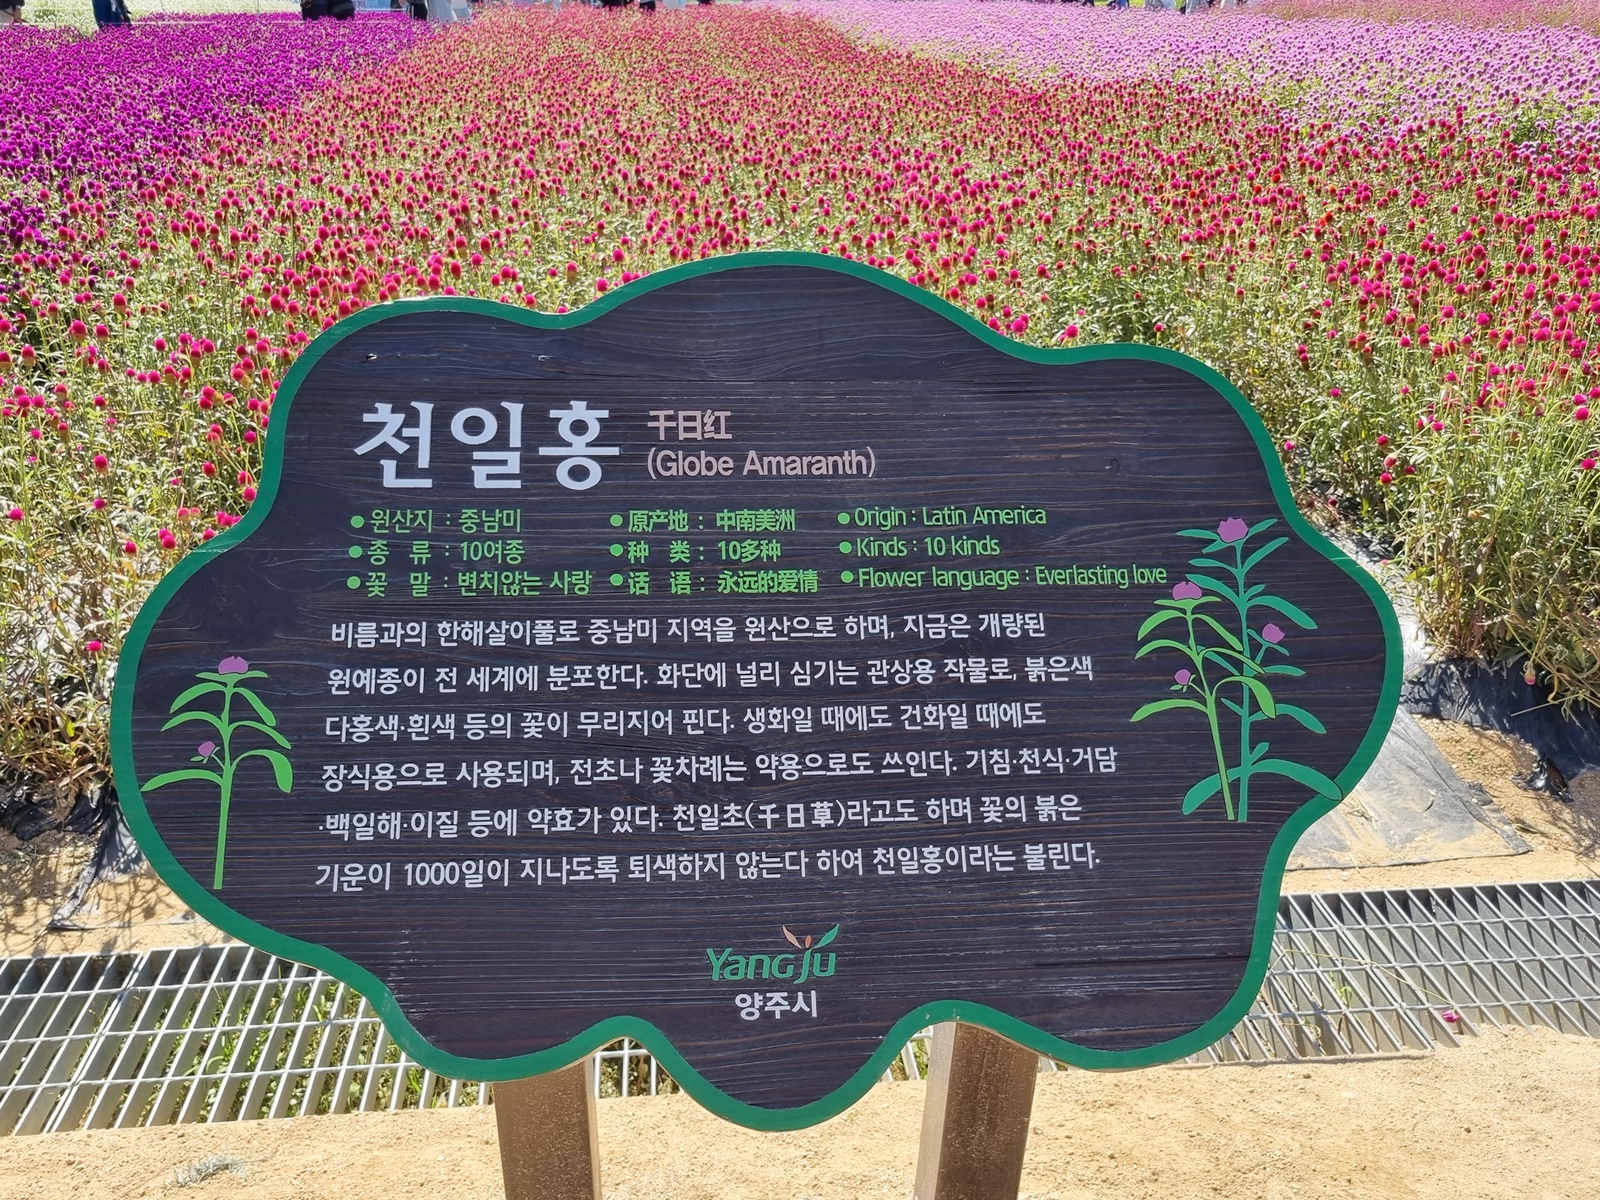 천일홍 千日红
(Globe Amaranth)
● 원산지 : 중남미 ● 原产地 : 中南美洲 ● Origin : Latin America
● 종 류 : 10여종 ● 种 类 : 10多种 ● Kinds : 10 kinds
● 꽃 말 : 변치않는 사랑 ● 话 语 : 永远的爱情 ● Flower language : Everlasting love
비름과의 한해살이풀로 중남미 지역을 원산으로 하며, 지금은 개량된
원예종이 전 세계에 분포한다. 화단에 널리 심기는 관상용 작물로, 붉은색
다홍색·흰색 등의 꽃이 무리지어 핀다. 생화일 때에도 건화일 때에도
장식용으로 사용되며, 전초나 꽃차례는 약용으로도 쓰인다. 기침·천식·거담
·백일해·이질 등에 약효가 있다. 천일초(千日草)라고도 하며 꽃의 붉은
기운이 1000일이 지나도록 퇴색하지 않는다 하여 천일홍이라는 불린다.
Yangju
양주시